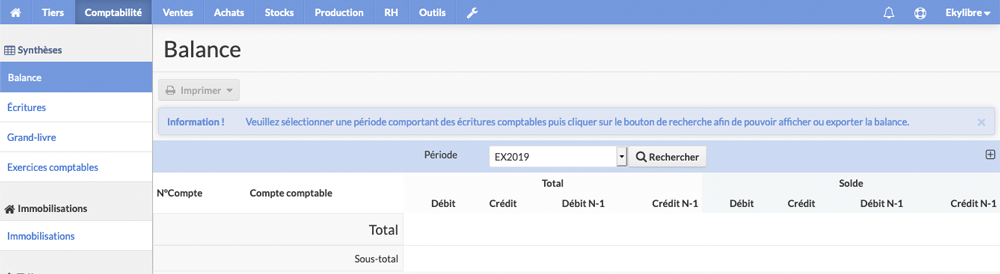 Tiers Comptabilité Ventes Achats Stocks Production RH Outils Ekylibre
Synthèses
Balance
Écritures
Grand-livre
Exercices comptables
Immobilisations
Immobilisations
Balance
Imprimer
Information ! Veuillez sélectionner une période comportant des écritures comptables puis cliquer sur le bouton de recherche afin de pouvoir afficher ou exporter la balance.
Période EX2019 Rechercher
Total Solde
N°Compte Compte comptable
Débit Crédit Débit N-1 Crédit N-1 Débit Crédit Débit N-1 Crédit N-1
Total
Sous-total